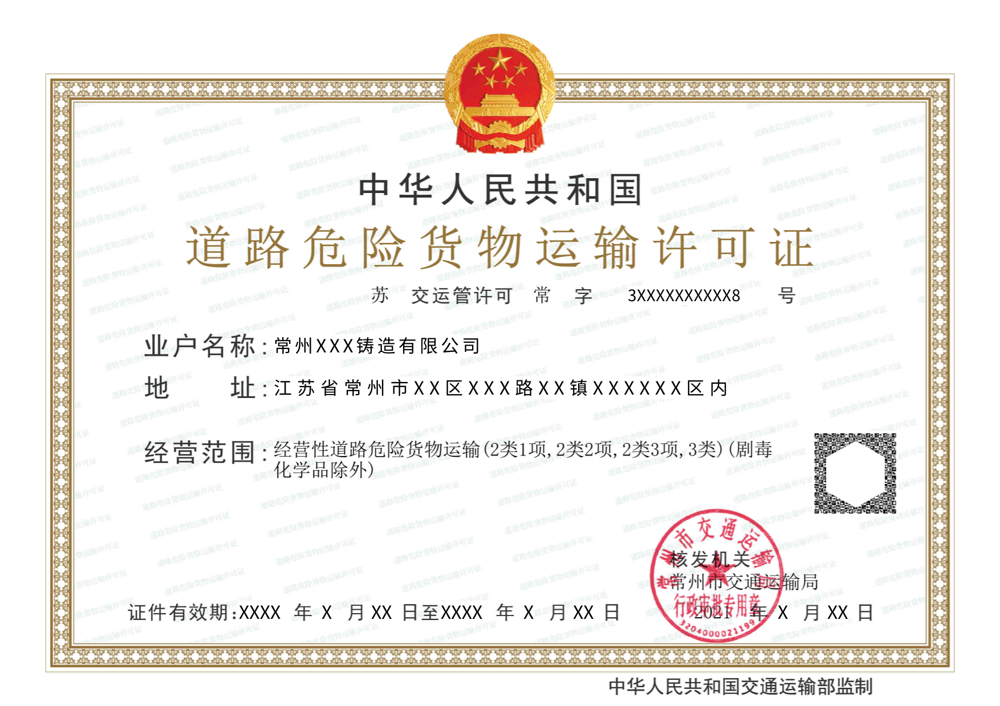 中华人民共和国
道路危险货物运输许可证
苏 交运管许可 常 字 3XXXXXXXXXX8 号
业户名称:常州XXX铸造有限公司
地 址:江苏省常州市XX区XXX路XX镇XXXXXX区内
经营范围:经营性道路危险货物运输(2类1项,2类2项,2类3项,3类)(剧毒
化学品除外)
常州市交通运输局
核发机关
常州市交通运输局
行政审批专用章
证件有效期:XXXX 年 X 月 XX 日至XXXX 年 X 月 XX 日
2021 年 X 月 XX 日
3204000021199
中华人民共和国交通运输部监制